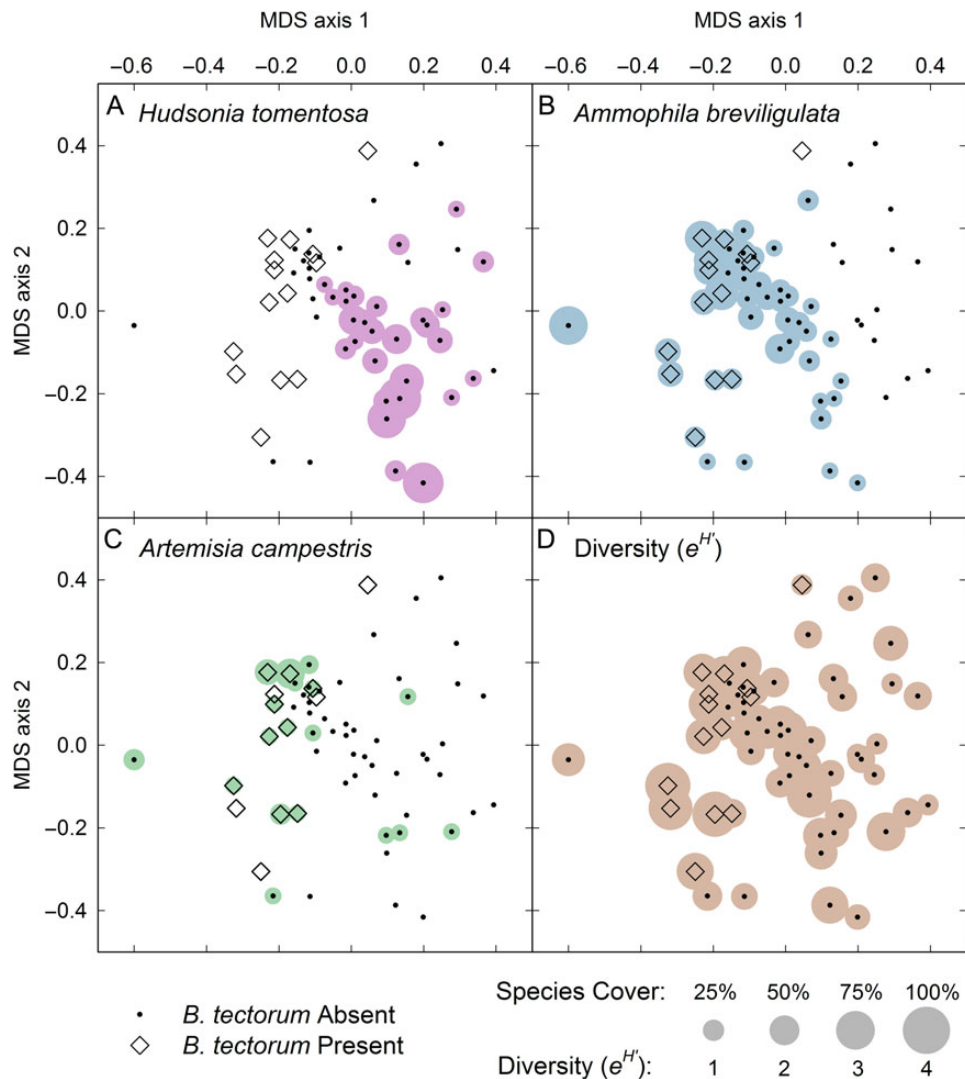 MDS axis 1 MDS axis 1
−0.6 −0.4 −0.2 0.0 0.2 0.4 −0.6 −0.4 −0.2 0.0 0.2 0.4
A Hudsonia tomentosa B Ammophila breviligulata
0.4
0.2
0.0
−0.2
−0.4
MDS axis 2
C Artemisia campestris D Diversity (e^H')
0.4
0.2
0.0
−0.2
−0.4
MDS axis 2
B. tectorum Absent
B. tectorum Present
Species Cover: 25% 50% 75% 100%
Diversity (e^H'): 1 2 3 4